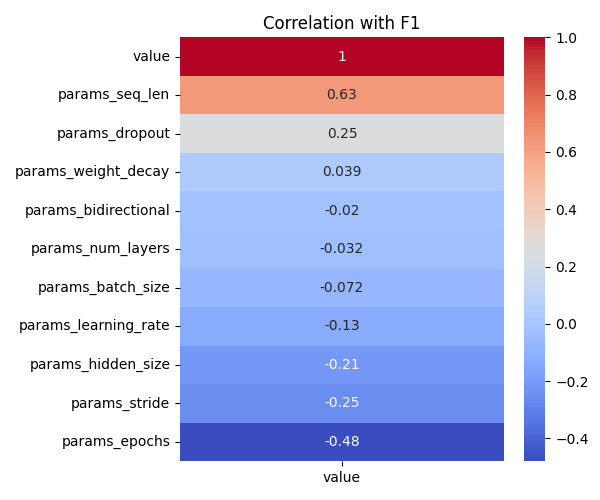 Correlation with F1
value
1
params_seq_len
0.63
params_dropout
0.25
params_weight_decay
0.039
params_bidirectional
-0.02
params_num_layers
-0.032
params_batch_size
-0.072
params_learning_rate
-0.13
params_hidden_size
-0.21
params_stride
-0.25
params_epochs
-0.48
value
1.0
0.8
0.6
0.4
0.2
0.0
−0.2
−0.4